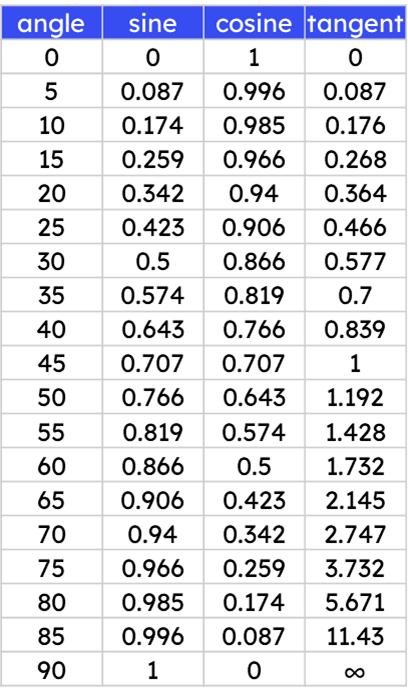 angle sine cosine tangent
0 0 1 0
5 0.087 0.996 0.087
10 0.174 0.985 0.176
15 0.259 0.966 0.268
20 0.342 0.94 0.364
25 0.423 0.906 0.466
30 0.5 0.866 0.577
35 0.574 0.819 0.7
40 0.643 0.766 0.839
45 0.707 0.707 1
50 0.766 0.643 1.192
55 0.819 0.574 1.428
60 0.866 0.5 1.732
65 0.906 0.423 2.145
70 0.94 0.342 2.747
75 0.966 0.259 3.732
80 0.985 0.174 5.671
85 0.996 0.087 11.43
90 1 0 ∞